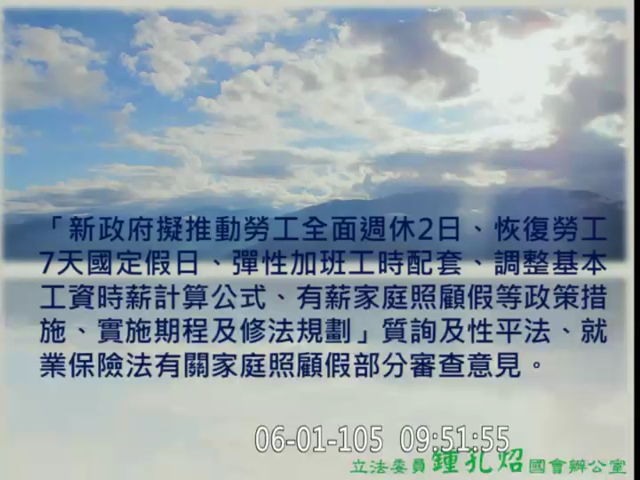 「新政府擬推動勞工全面週休2日、恢復勞工
7天國定假日、彈性加班工時配套、調整基本
工資時薪計算公式、有薪家庭照顧假等政策措
施、實施期程及修法規劃」質詢及性平法、就
業保險法有關家庭照顧假部分審查意見。
06-01-105 09:51:55
立法委員鍾孔炤國會辦公室